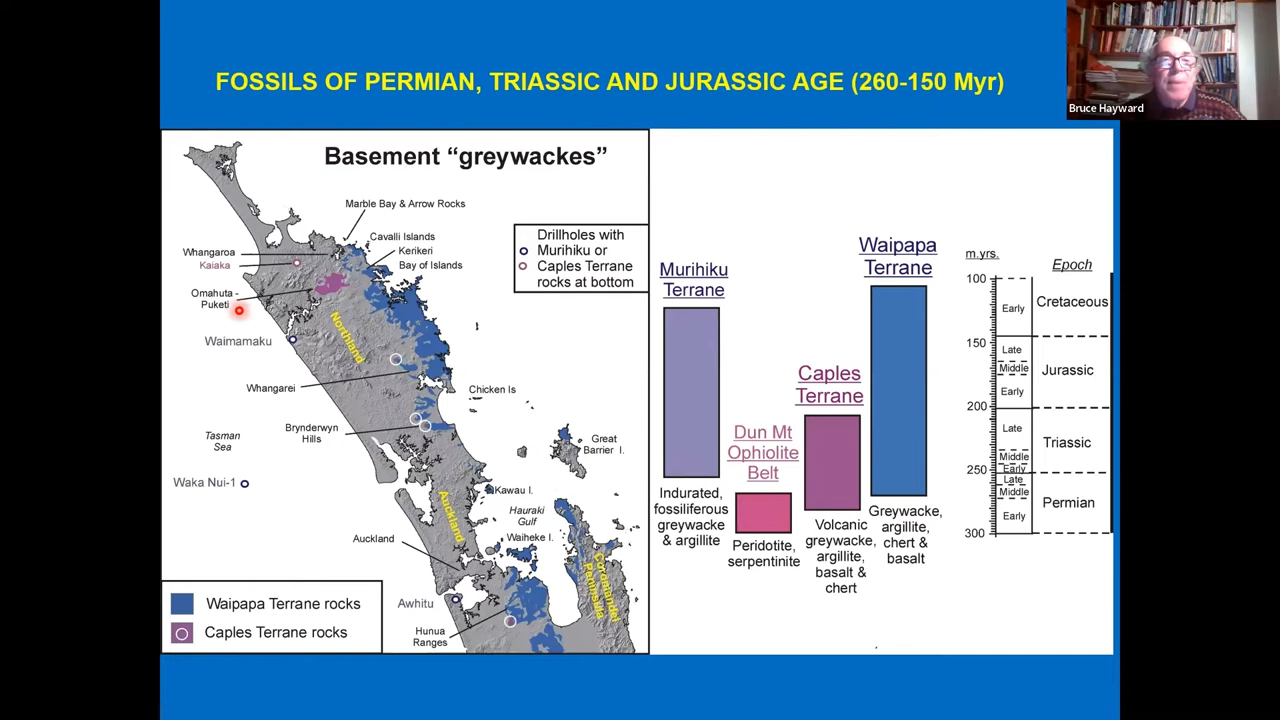 FOSSILS OF PERMIAN, TRIASSIC AND JURASSIC AGE (260-150 Myr)
Bruce Hayward
Basement “greywackes”
Marble Bay & Arrow Rocks
Cavalli Islands
Whangaroa
Kerikeri
Kaiaka
Bay of Islands
Omahuta -
Puketi
Northland
Waimamaku
Whangarei
Chicken Is
Brynderwyn
Hills
Tasman
Sea
Great
Barrier I.
Waka Nui-1
Kawau I.
Hauraki
Gulf
Auckland
Auckland
Waiheke I.
Coromandel
Peninsula
Awhitu
Hunua
Ranges
Drillholes with
Murihiku or
Caples Terrane
rocks at bottom
Waipapa Terrane rocks
Caples Terrane rocks
Murihiku
Terrane
Indurated,
fossiliferous
greywacke
& argillite
Dun Mt
Ophiolite
Belt
Peridotite,
serpentinite
Caples
Terrane
Volcanic
greywacke,
argillite,
basalt &
chert
Waipapa
Terrane
Greywacke,
argillite,
chert &
basalt
m.yrs.
Epoch
100
Early
Cretaceous
150
Late
Middle
Jurassic
Early
200
Late
Triassic
Middle
Early
250
Late
Middle
Permian
Early
300